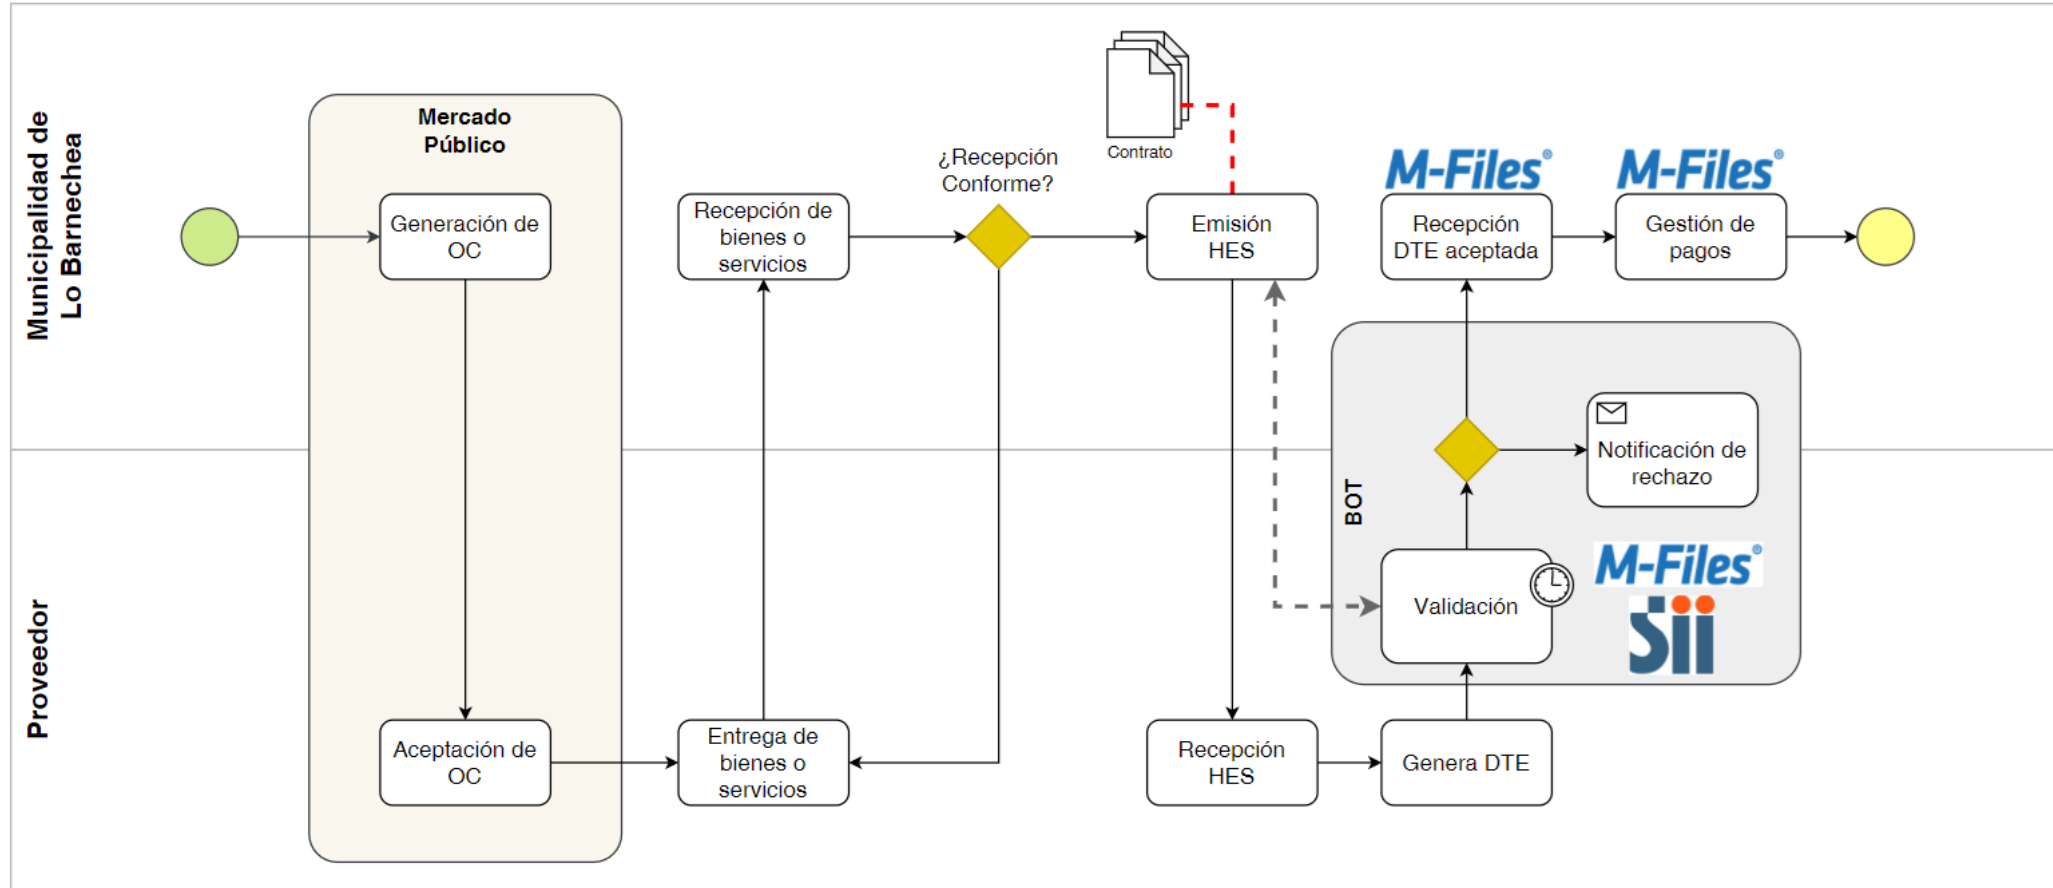 Municipalidad de
Lo Barnechea
Mercado
Público
Generación de
OC
Recepción de
bienes o
servicios
¿Recepción
Conforme?
Contrato
Emisión
HES
M-Files®
Recepción
DTE aceptada
M-Files®
Gestión de
pagos
BOT
Notificación de
rechazo
Validación
M-Files®
Sii
Proveedor
Aceptación de
OC
Entrega de
bienes o
servicios
Recepción
HES
Genera DTE